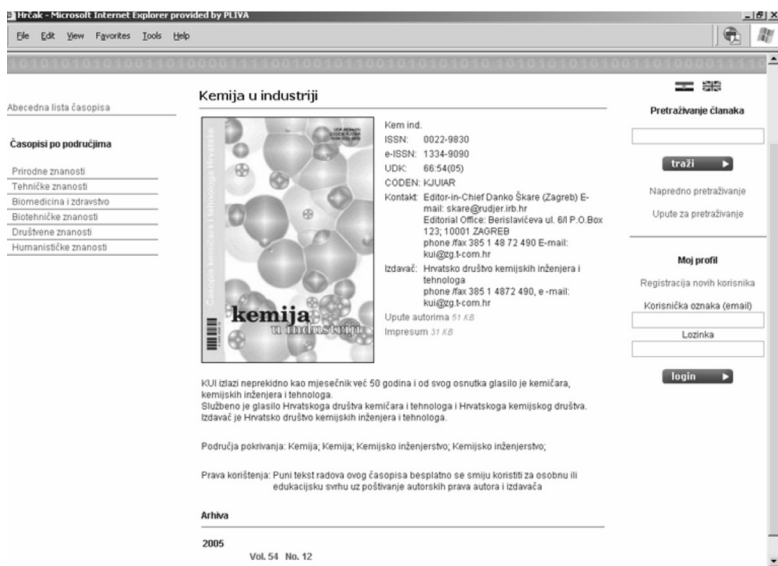 Hrčak - Microsoft Internet Explorer provided by PLIVA
File Edit View Favorites Tools Help
Abecedna lista časopisa
Časopisi po područjima
Prirodne znanosti
Tehničke znanosti
Biomedicina i zdravstvo
Biotehničke znanosti
Društvene znanosti
Humanističke znanosti
Kemija u industriji
Časopis kemičara i tehnologa Hrvatske
kemija
u industriji
Kem ind.
ISSN: 0022-9830
e-ISSN: 1334-9090
UDK: 66:54(05)
CODEN: KJUIAR
Kontakt: Editor-in-Chief Danko Škare (Zagreb) E-
mail: skare@rudjer.irb.hr
Editorial Office: Berislavićeva ul. 6/I P.O.Box
123; 10001 ZAGREB
phone /fax 385 1 48 72 490 E-mail:
kui@zg.t-com.hr
Izdavač: Hrvatsko društvo kemijskih inženjera i
tehnologa
phone /fax 385 1 4872 490, e -mail:
kui@zg.t-com.hr
Upute autorima 51 KB
Impresum 31 KB
KUI izlazi neprekidno kao mjesečnik već 50 godina i od svog osnutka glasilo je kemičara,
kemijskih inženjera i tehnologa.
Službeno je glasilo Hrvatskoga društva kemičara i tehnologa i Hrvatskoga kemijskog društva.
Izdavač je Hrvatsko društvo kemijskih inženjera i tehnologa.
Područja pokrivanja: Kemija; Kemija; Kemijsko inženjerstvo; Kemijsko inženjerstvo;
Prava korištenja: Puni tekst radova ovog časopisa besplatno se smiju koristiti za osobnu ili
edukacijsku svrhu uz poštivanje autorskih prava autora i izdavača
Arhiva
2005
Vol. 54 No. 12
Pretraživanje članaka
traži
Napredno pretraživanje
Upute za pretraživanje
Moj profil
Registracija novih korisnika
Korisnička oznaka (email)
Lozinka
login